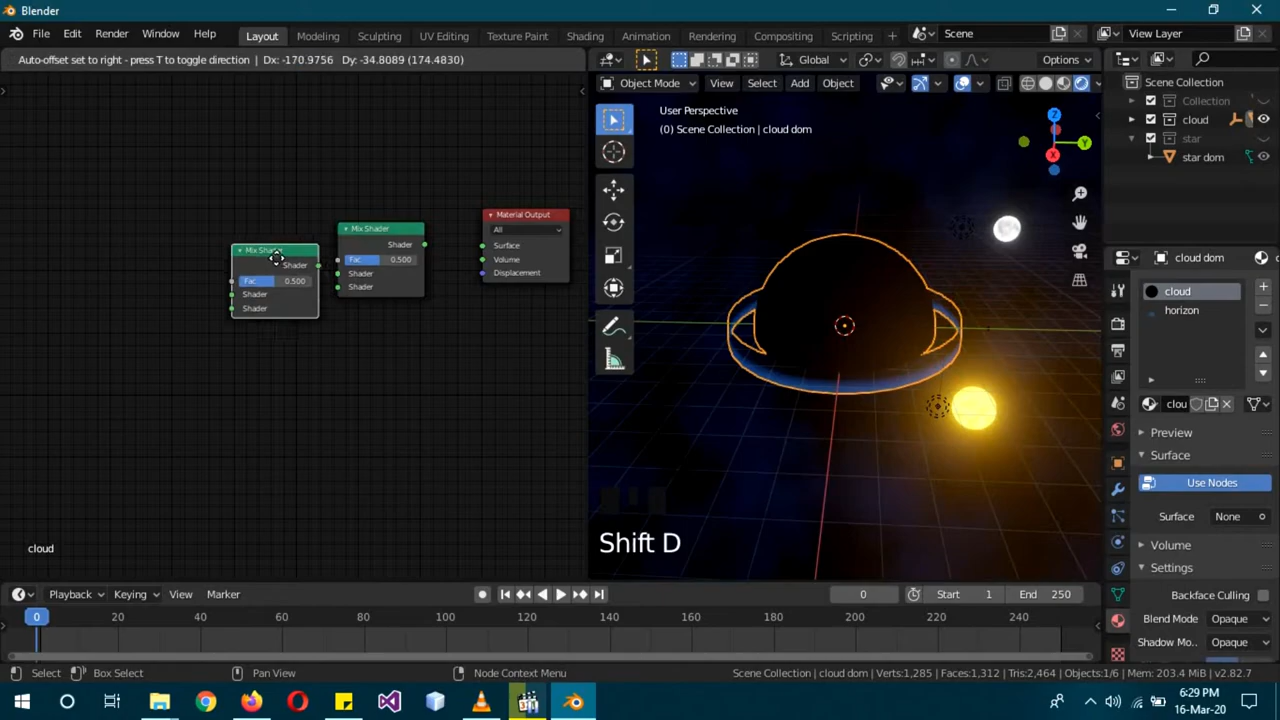 Blender
File Edit Render Window Help Layout Modeling Sculpting UV Editing Texture Paint Shading Animation Rendering Compositing Scripting + Scene View Layer
Auto-offset set to right - press T to toggle direction | Dx: -170.9756 Dy: -34.8089 (174.4830) Global Options
Object Mode View Select Add Object
Scene Collection
Collection
cloud
star
star dom
User Perspective
(0) Scene Collection | cloud dom
Z
Y
X
Mix Shader
Shader
Fac 0.500
Shader
Shader
Mix Shader
Shader
Fac 0.500
Shader
Shader
Material Output
All
Surface
Volume
Displacement
cloud dom
cloud
horizon
clou
Preview
Surface
Use Nodes
Surface None
Volume
Settings
Backface Culling
Blend Mode Opaque
Shadow Mo.. Opaque
Shift D
cloud
Playback Keying View Marker 0 Start 1 End 250
0 20 40 60 80 100 120 140 160 180 200 220 240
Select Box Select Pan View Node Context Menu Scene Collection | cloud dom | Verts:1,285 | Faces:1,312 | Tris:2,464 | Objects:1/6 | Mem: 203.4 MiB | v2.82.7
6:29 PM
16-Mar-20